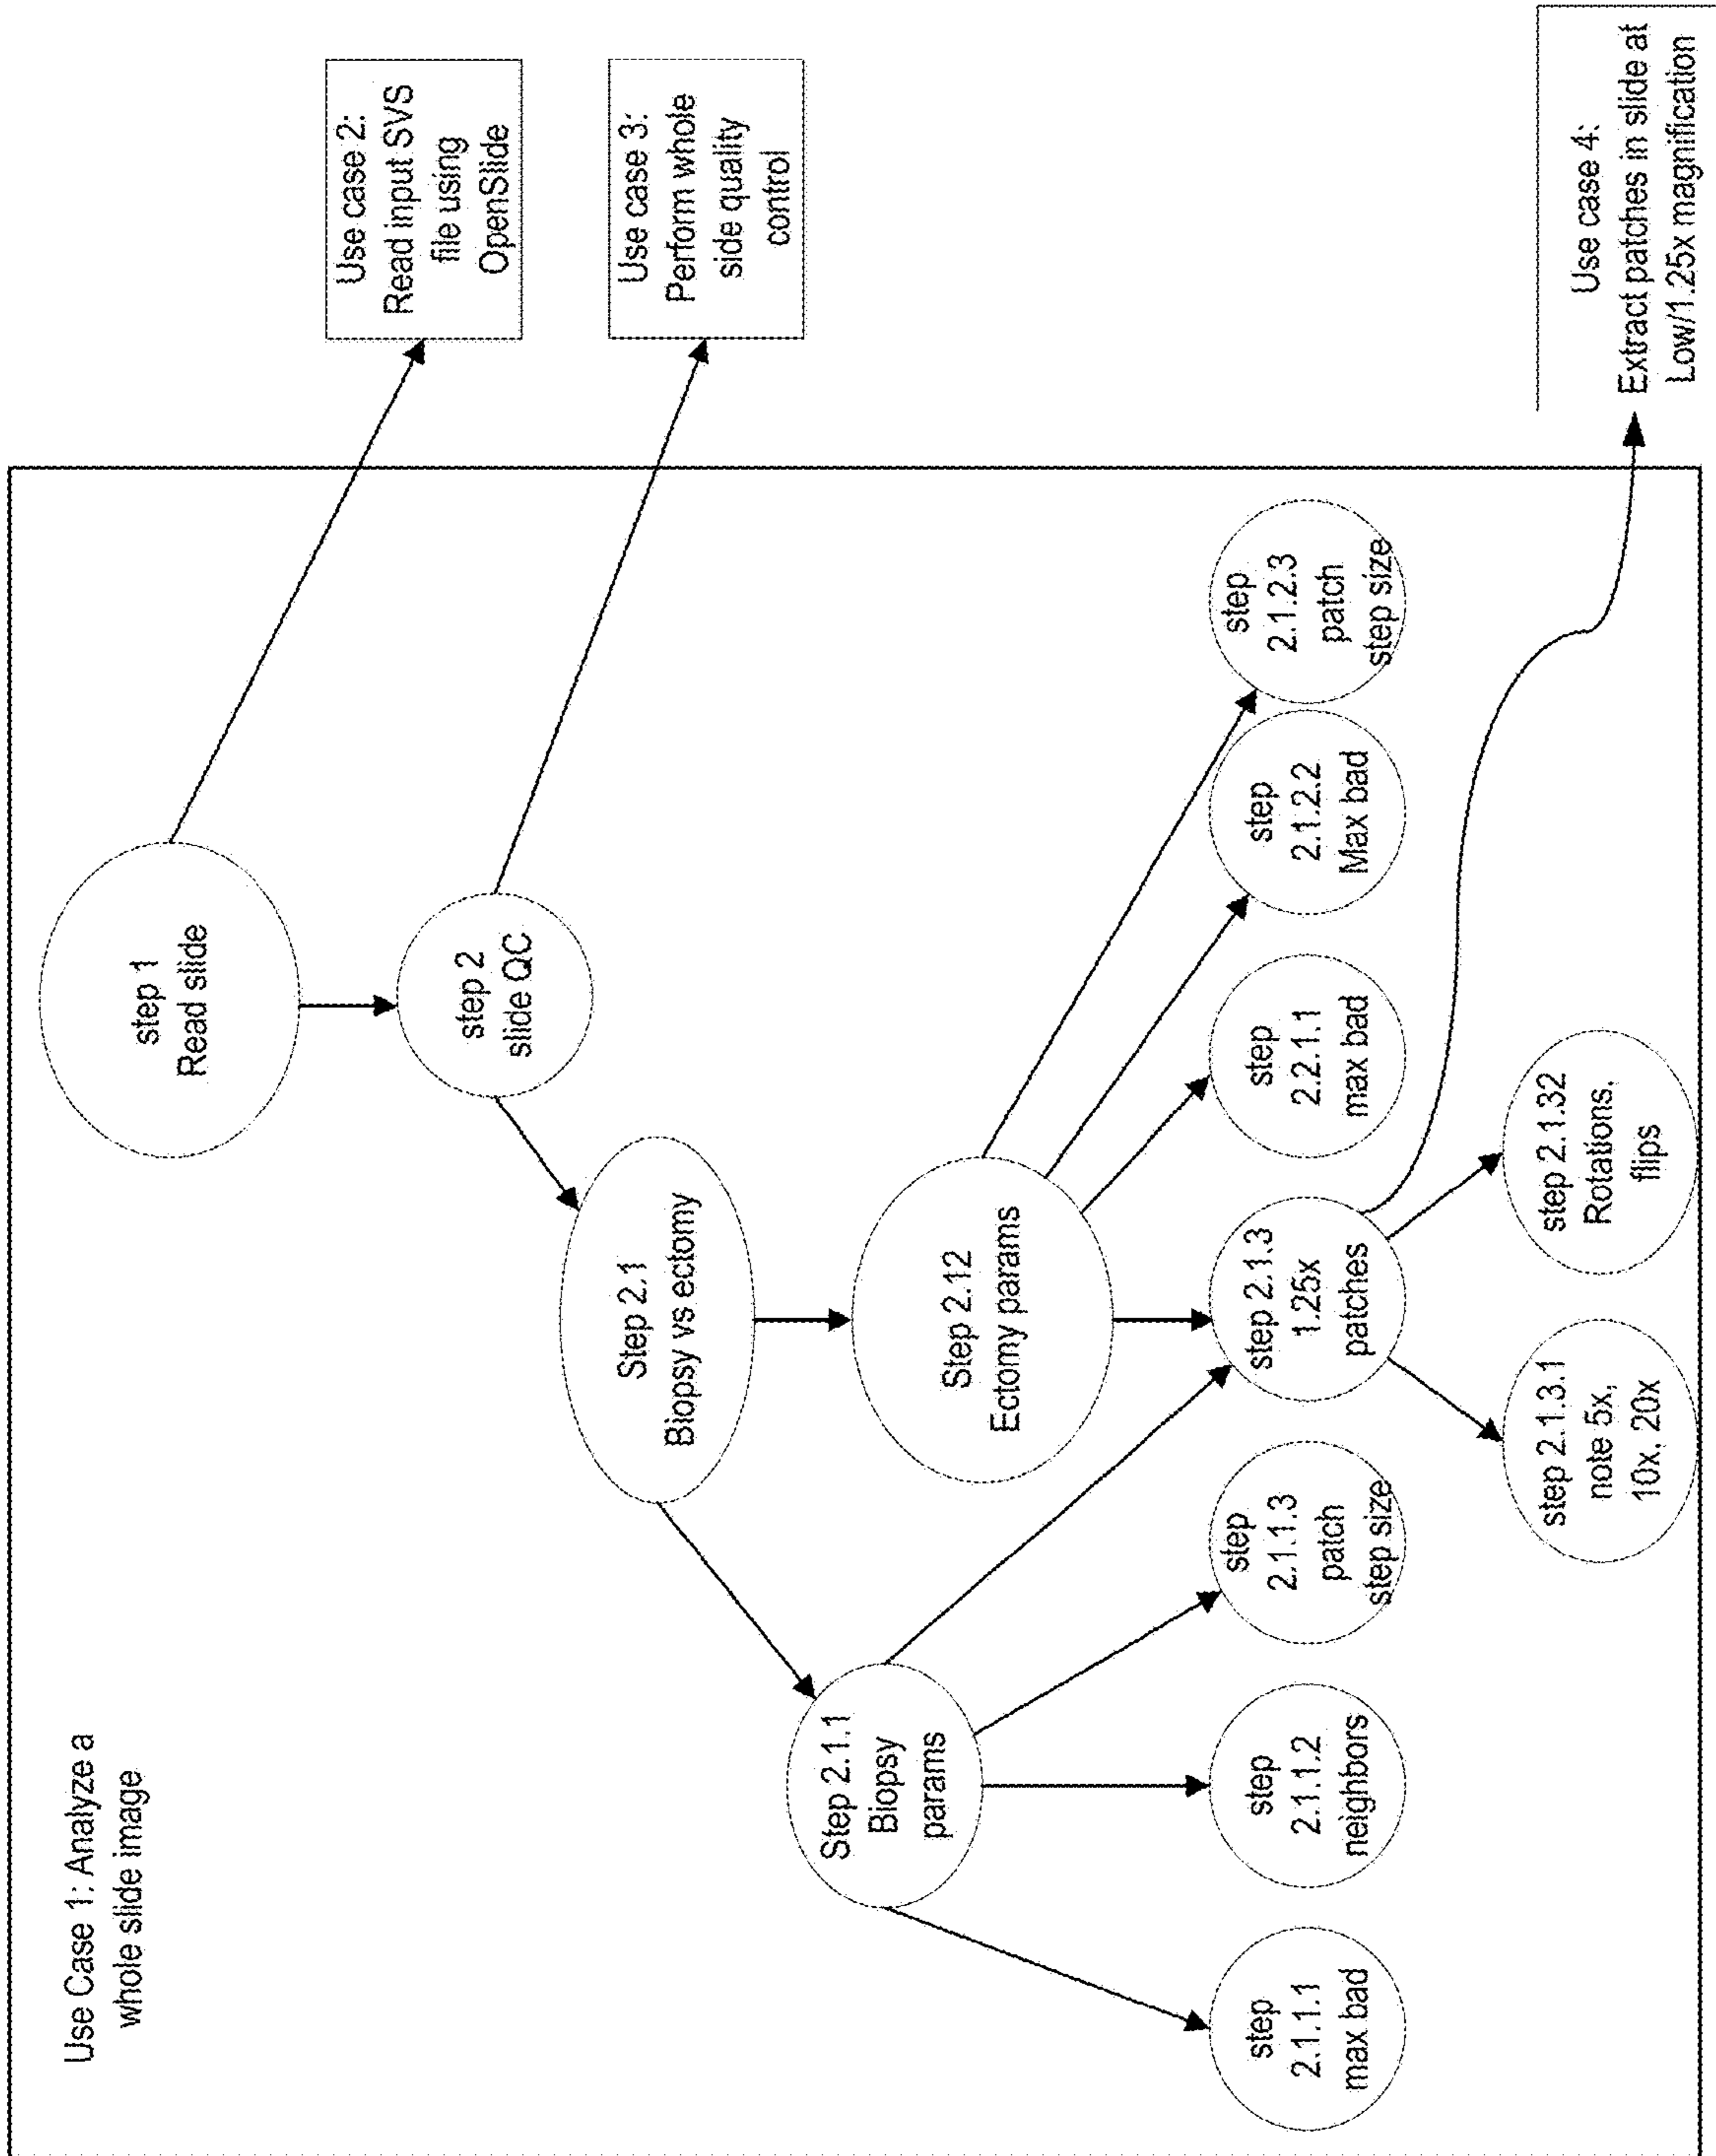 Use Case 1: Analyze a
whole slide image
step 1
Read slide
Use case 2:
Read input SVS
file using
OpenSlide
step 2
slide QC
Use case 3:
Perform whole
side quality
control
Step 2.1
Biopsy vs ectomy
Step 2.1.1
Biopsy
params
Step 2.12
Ectomy params
step
2.1.1.1
max bad
step
2.1.1.2
neighbors
step
2.1.1.3
patch
step size
step 2.1.3
1.25x
patches
step
2.2.1.1
max bad
step
2.1.2.2
Max bad
step
2.1.2.3
patch
step size
step 2.1.3.1
note 5x,
10x, 20x
step 2.1.32
Rotations,
flips
Use case 4:
Extract patches in slide at
Low/1.25x magnification